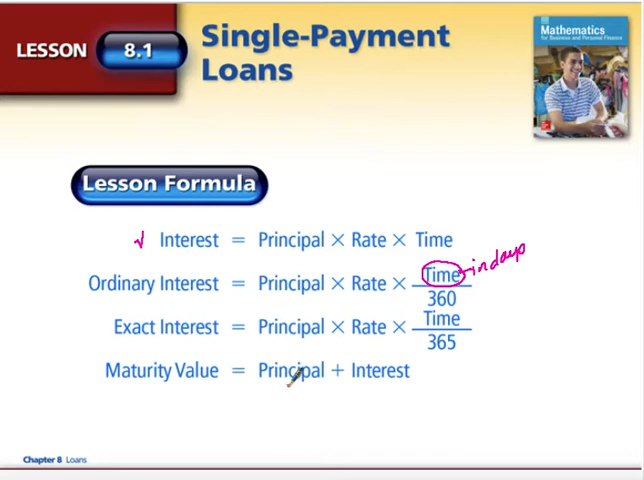 LESSON 8.1
Single-Payment
Loans
Mathematics
for Business and Personal Finance
Lesson Formula
√ Interest = Principal × Rate × Time
Ordinary Interest = Principal × Rate × Time
in days
360
Exact Interest = Principal × Rate × Time
365
Maturity Value = Principal + Interest
Chapter 8 Loans